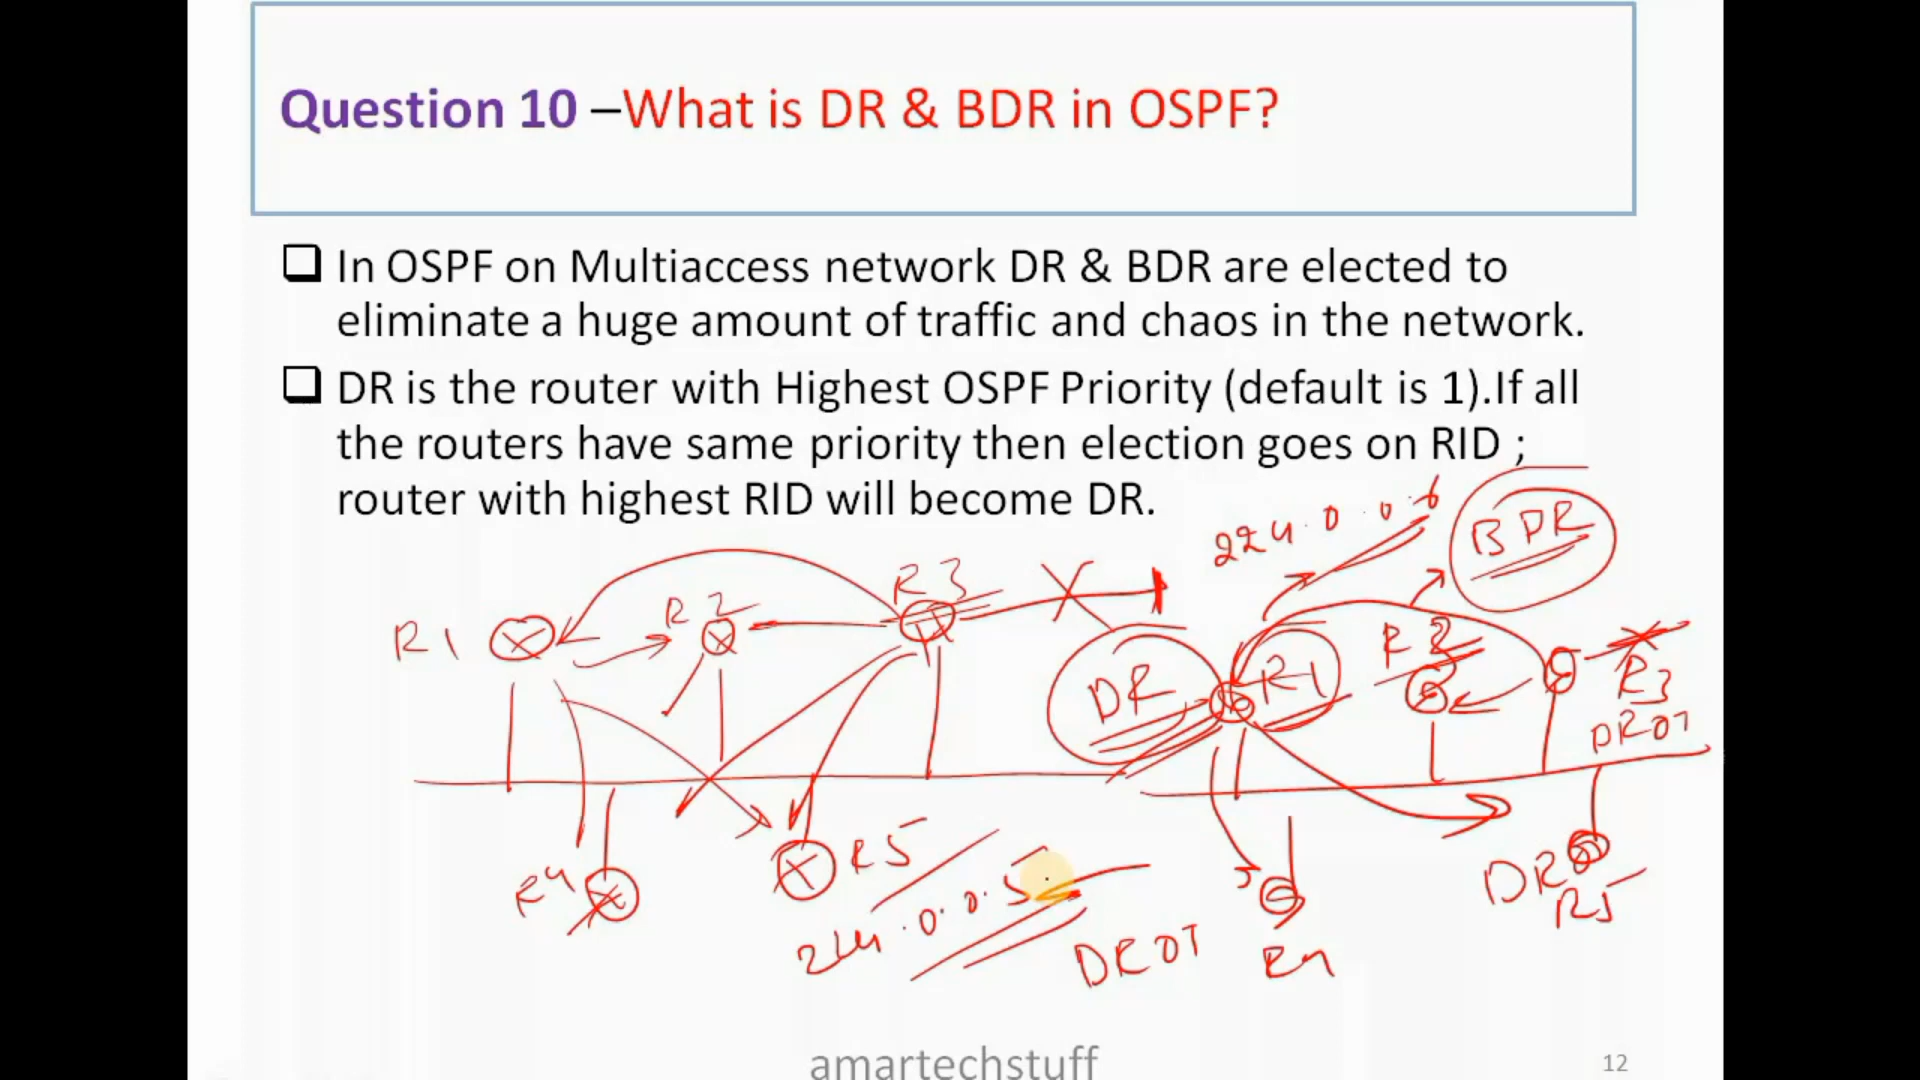 Question 10 –What is DR & BDR in OSPF?
In OSPF on Multiaccess network DR & BDR are elected to
eliminate a huge amount of traffic and chaos in the network.
DR is the router with Highest OSPF Priority (default is 1).If all
the routers have same priority then election goes on RID ;
router with highest RID will become DR.
224.0.0.6
BDR
R1
R2
R3
DR
R1
R2
R3
DROT
R4
R5
224.0.0.5
DROT
R4
DRO
R5
amartechstuff
12